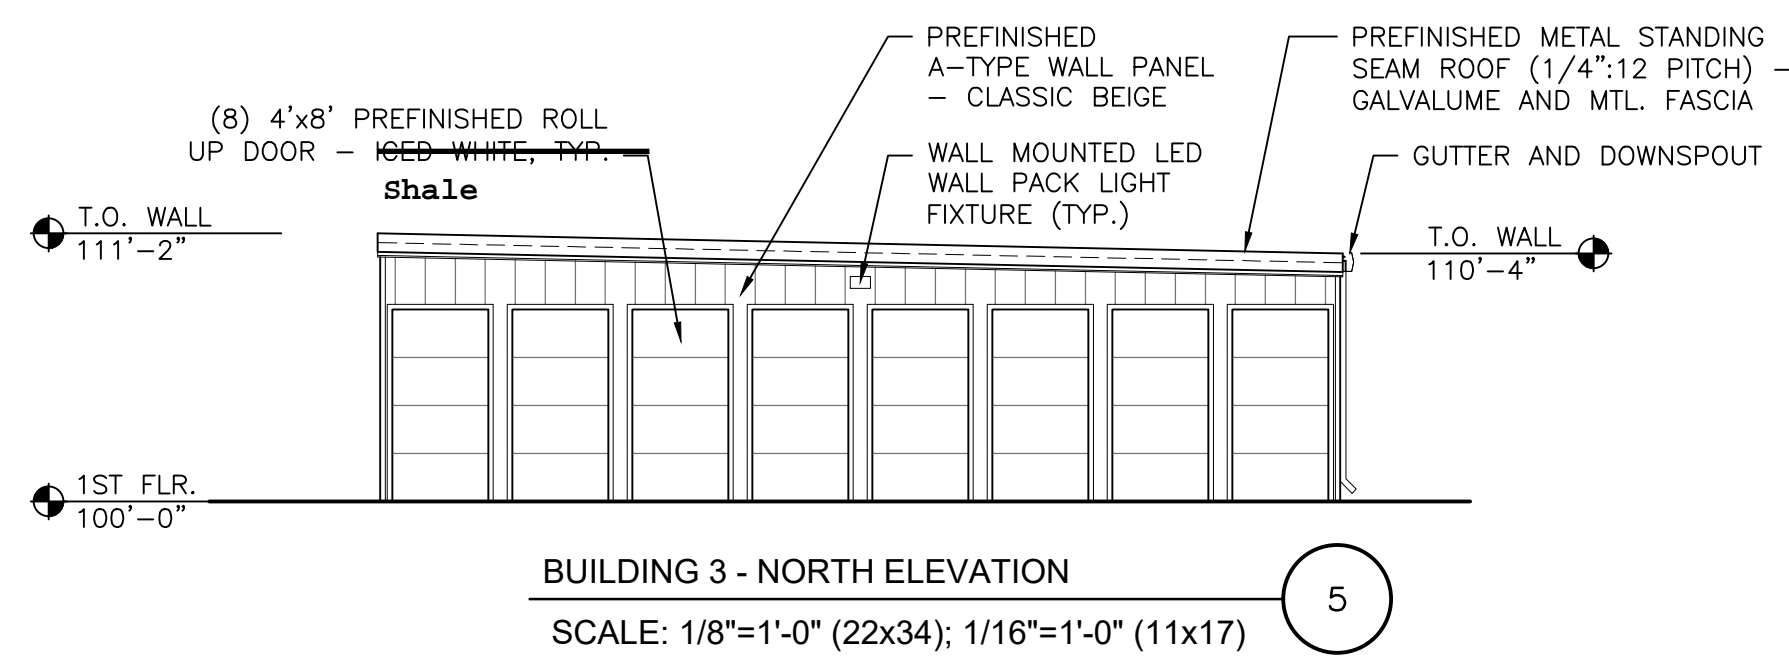 PREFINISHED
A-TYPE WALL PANEL
- CLASSIC BEIGE
PREFINISHED METAL STANDING
SEAM ROOF (1/4":12 PITCH) -
GALVALUME AND MTL. FASCIA
(8) 4'x8' PREFINISHED ROLL
UP DOOR - ICED WHITE, TYP.
Shale
WALL MOUNTED LED
WALL PACK LIGHT
FIXTURE (TYP.)
GUTTER AND DOWNSPOUT
T.O. WALL
111'-2"
T.O. WALL
110'-4"
1ST FLR.
100'-0"
BUILDING 3 - NORTH ELEVATION
5
SCALE: 1/8"=1'-0" (22x34); 1/16"=1'-0" (11x17)